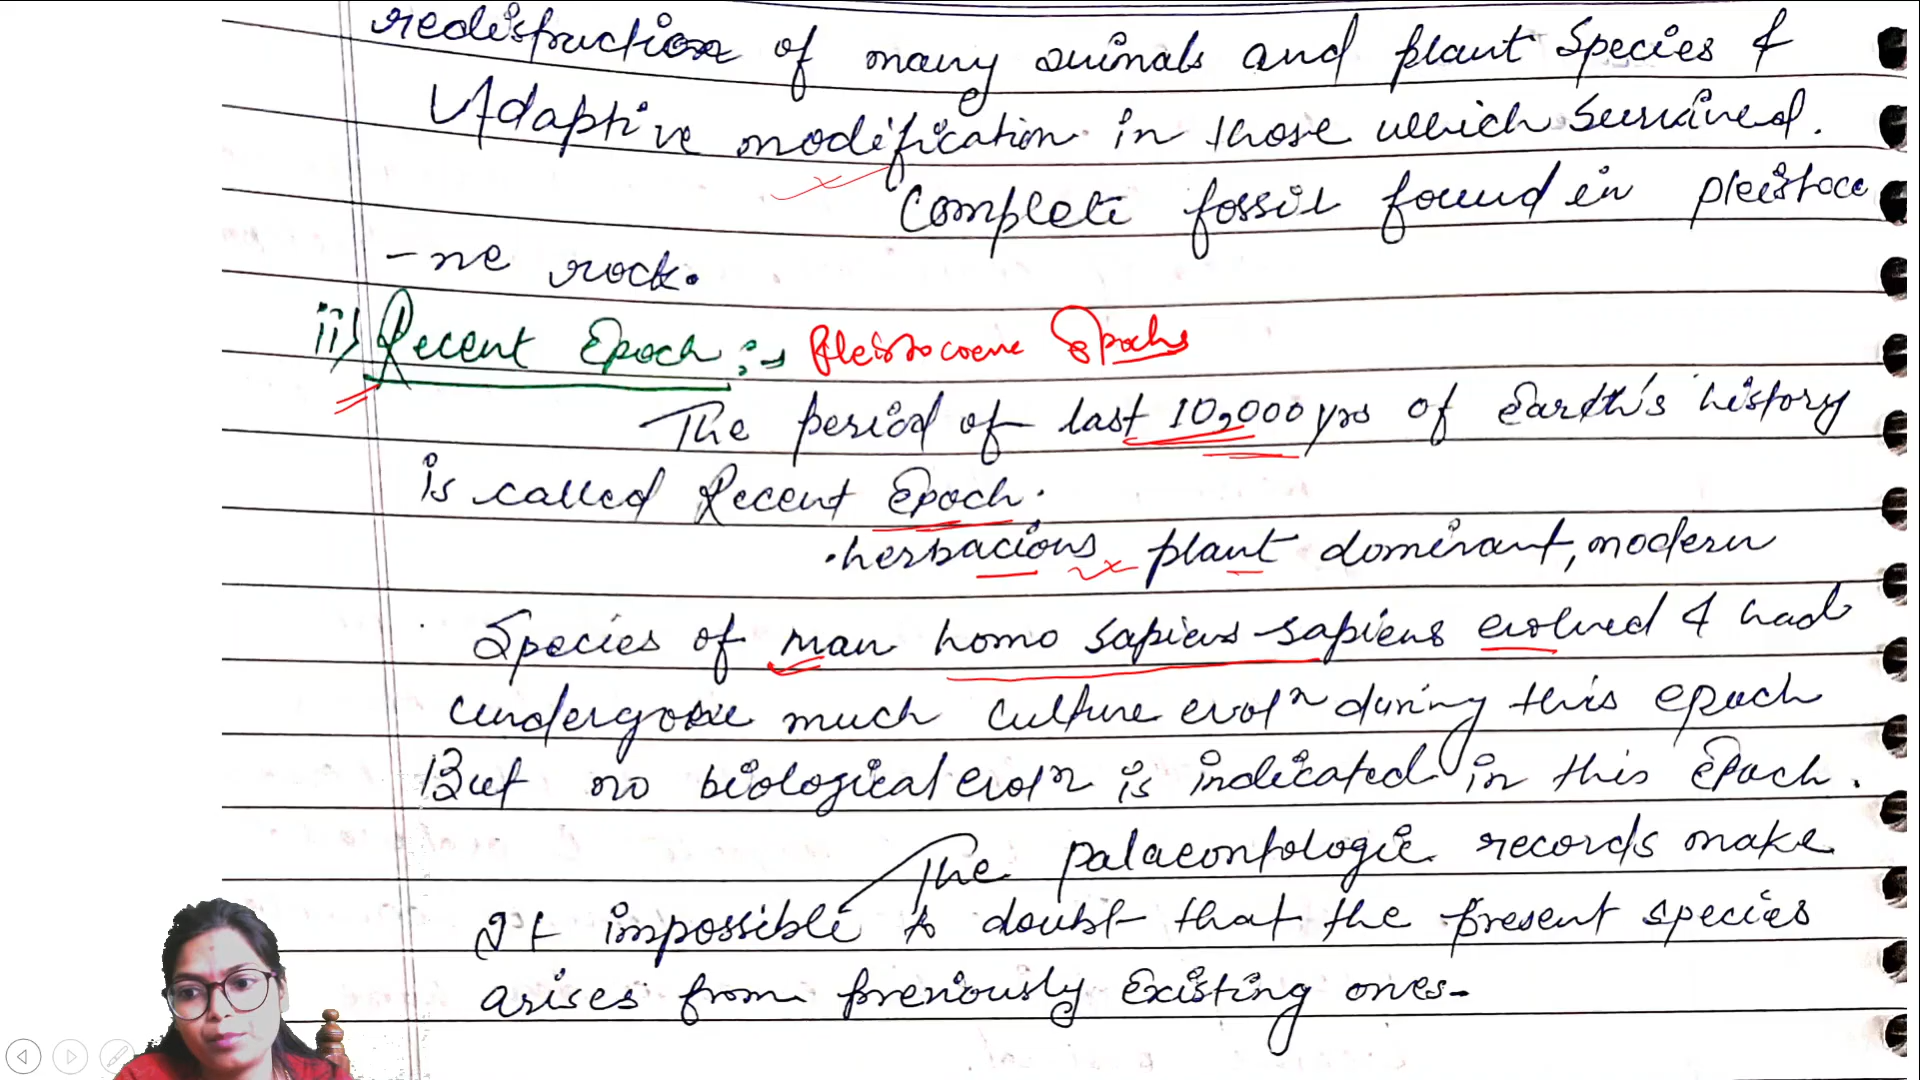 redistruction of many animals and plant Species &
Adaptive modification in those which survived.
Complete fossil found in pleistoce
-ne rock.
ii) Recent Epoch :→ Pleistocoene Epochs
The period of last 10,000 yrs of Earth's history
is called Recent Epoch.
·herbacious plant dominant, modern
Species of man homo sapiens sapiens evolved & had
undergone much culture evolⁿ during this epoch
But no biological evolⁿ is indicated in this Epoch.
The palaeontologic records make
It impossible to doubt that the present species
arises from previously Existing ones-